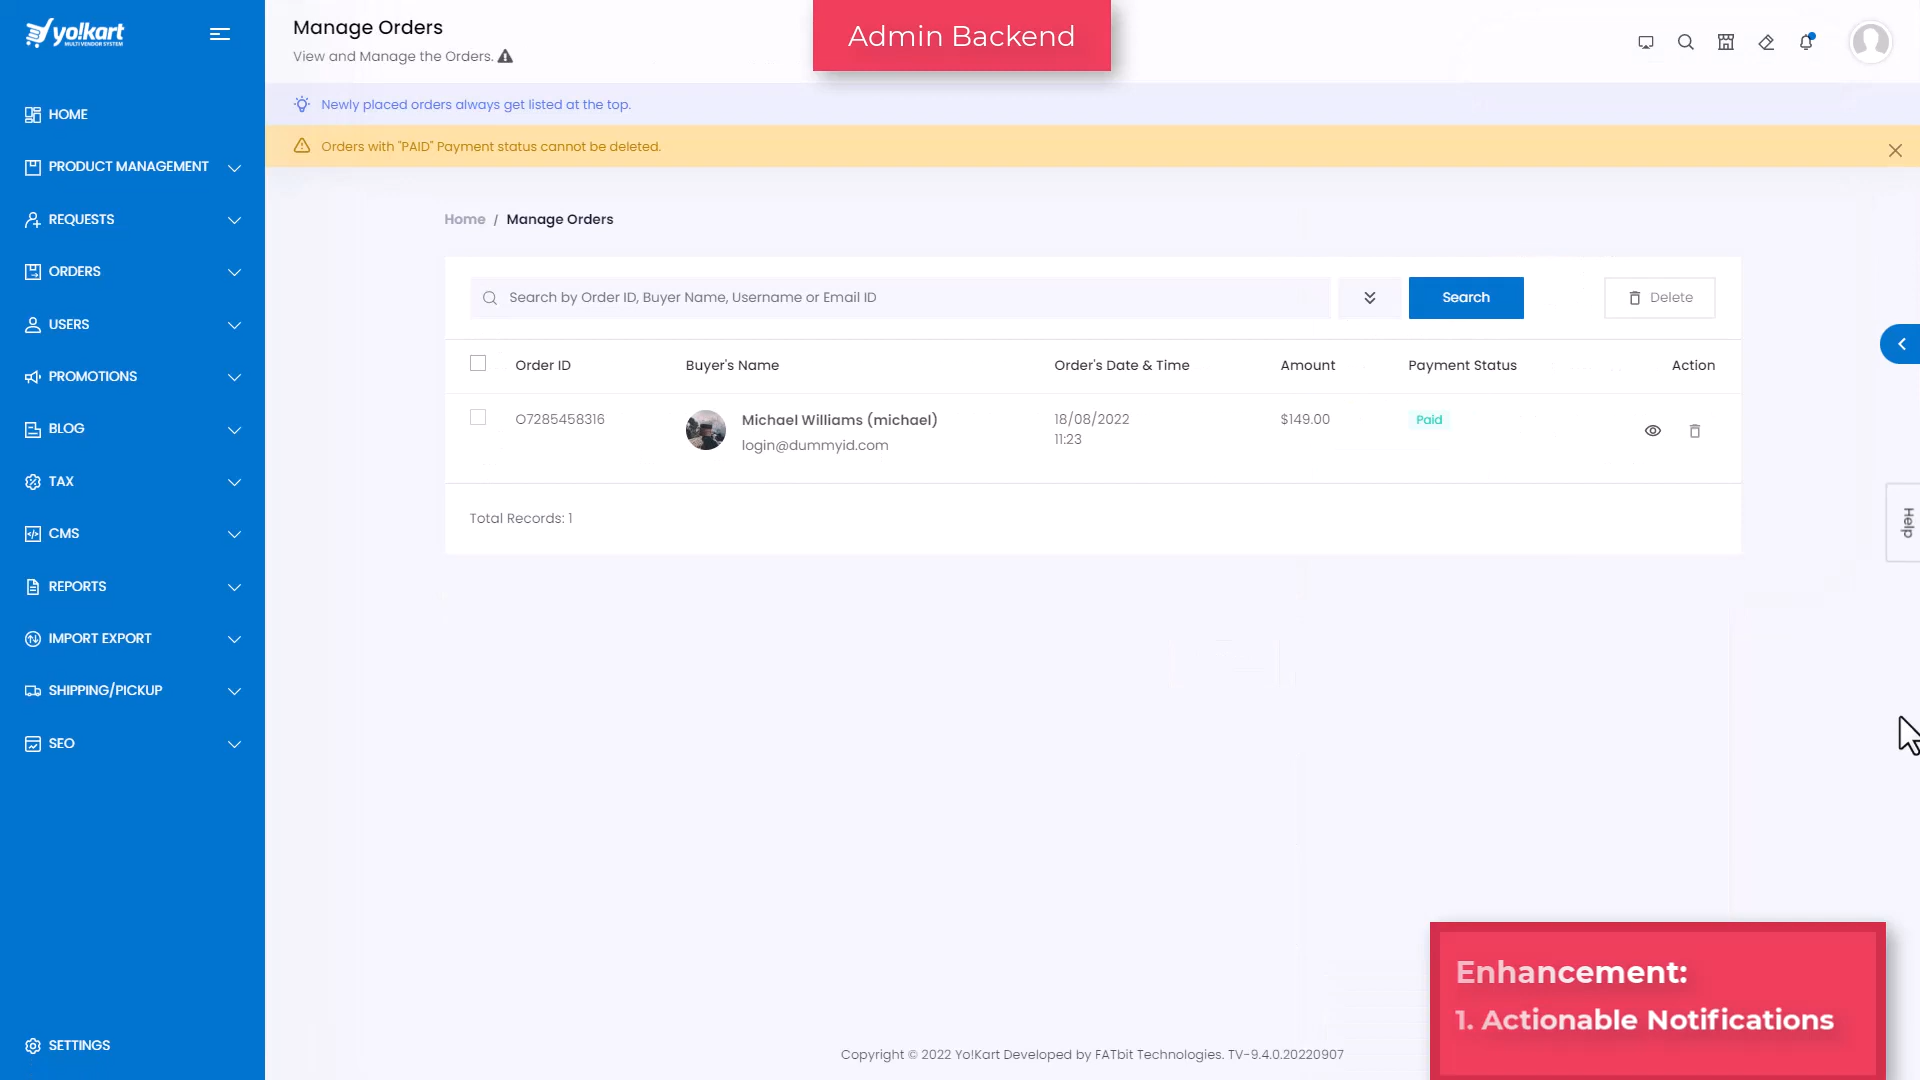 yo!kart
MULTI VENDOR SYSTEM
Manage Orders
View and Manage the Orders.
Admin Backend
Newly placed orders always get listed at the top.
Orders with "PAID" Payment status cannot be deleted.
HOME
PRODUCT MANAGEMENT
REQUESTS
ORDERS
USERS
PROMOTIONS
BLOG
TAX
CMS
REPORTS
IMPORT EXPORT
SHIPPING/PICKUP
SEO
SETTINGS
Home / Manage Orders
Search by Order ID, Buyer Name, Username or Email ID
Search
Delete
Order ID Buyer's Name Order's Date & Time Amount Payment Status Action
O7285458316 Michael Williams (michael) 18/08/2022 $149.00 Paid
login@dummyid.com 11:23
Total Records: 1
Help
Enhancement:
1. Actionable Notifications
Copyright © 2022 Yo!Kart Developed by FATbit Technologies. TV-9.4.0.20220907